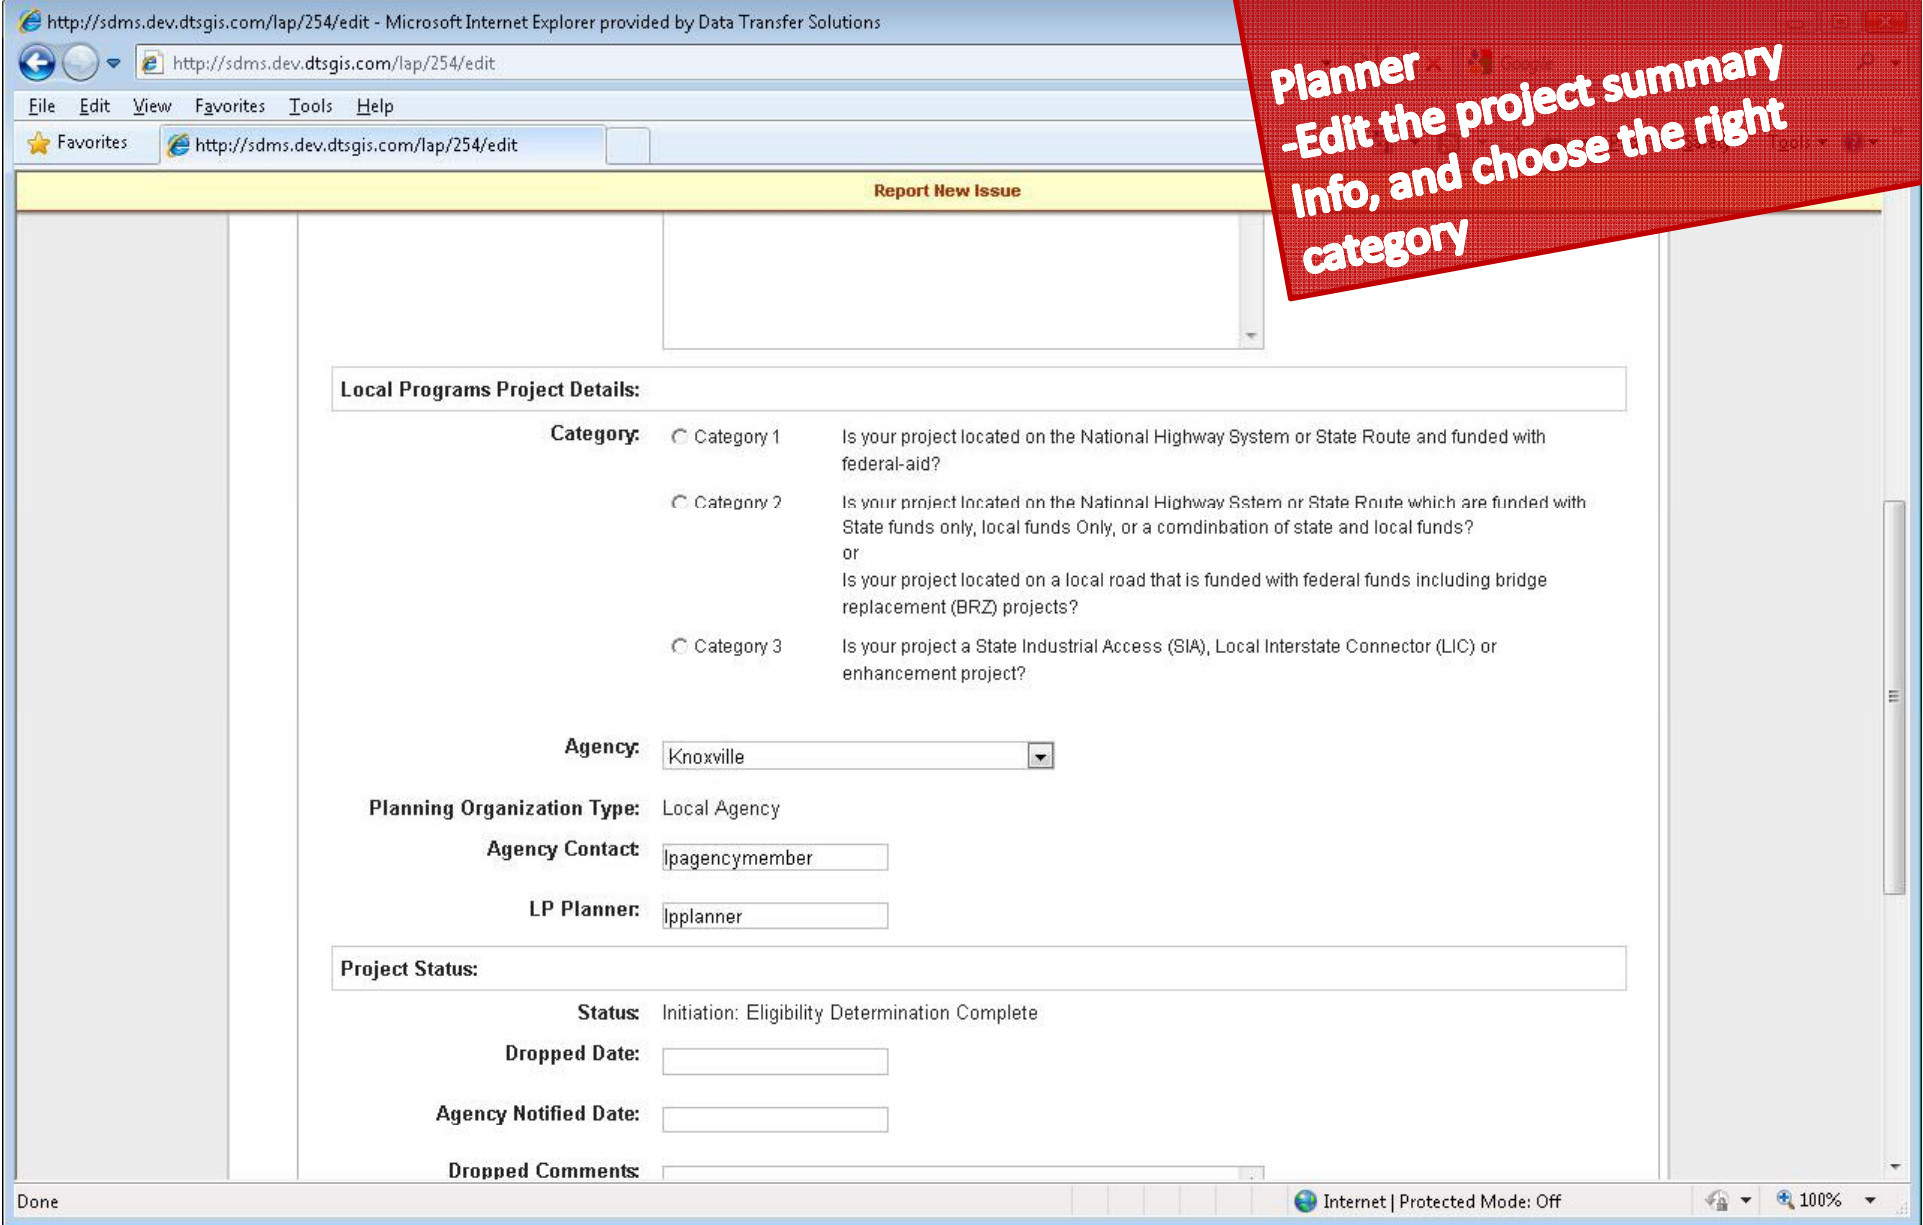 http://sdms.dev.dtsgis.com/lap/254/edit - Microsoft Internet Explorer provided by Data Transfer Solutions
http://sdms.dev.dtsgis.com/lap/254/edit
Google
File Edit View Favorites Tools Help
Favorites
http://sdms.dev.dtsgis.com/lap/254/edit
Tools
Planner
-Edit the project summary
Info, and choose the right
category
Report New Issue
Local Programs Project Details:
Category:
Category 1
Is your project located on the National Highway System or State Route and funded with
federal-aid?
Category 2
Is your project located on the National Highway Sstem or State Route which are funded with
State funds only, local funds Only, or a comdinbation of state and local funds?
or
Is your project located on a local road that is funded with federal funds including bridge
replacement (BRZ) projects?
Category 3
Is your project a State Industrial Access (SIA), Local Interstate Connector (LIC) or
enhancement project?
Agency: Knoxville
Planning Organization Type: Local Agency
Agency Contact: lpagencymember
LP Planner: lpplanner
Project Status:
Status: Initiation: Eligibility Determination Complete
Dropped Date:
Agency Notified Date:
Dropped Comments:
Done
Internet | Protected Mode: Off
100%